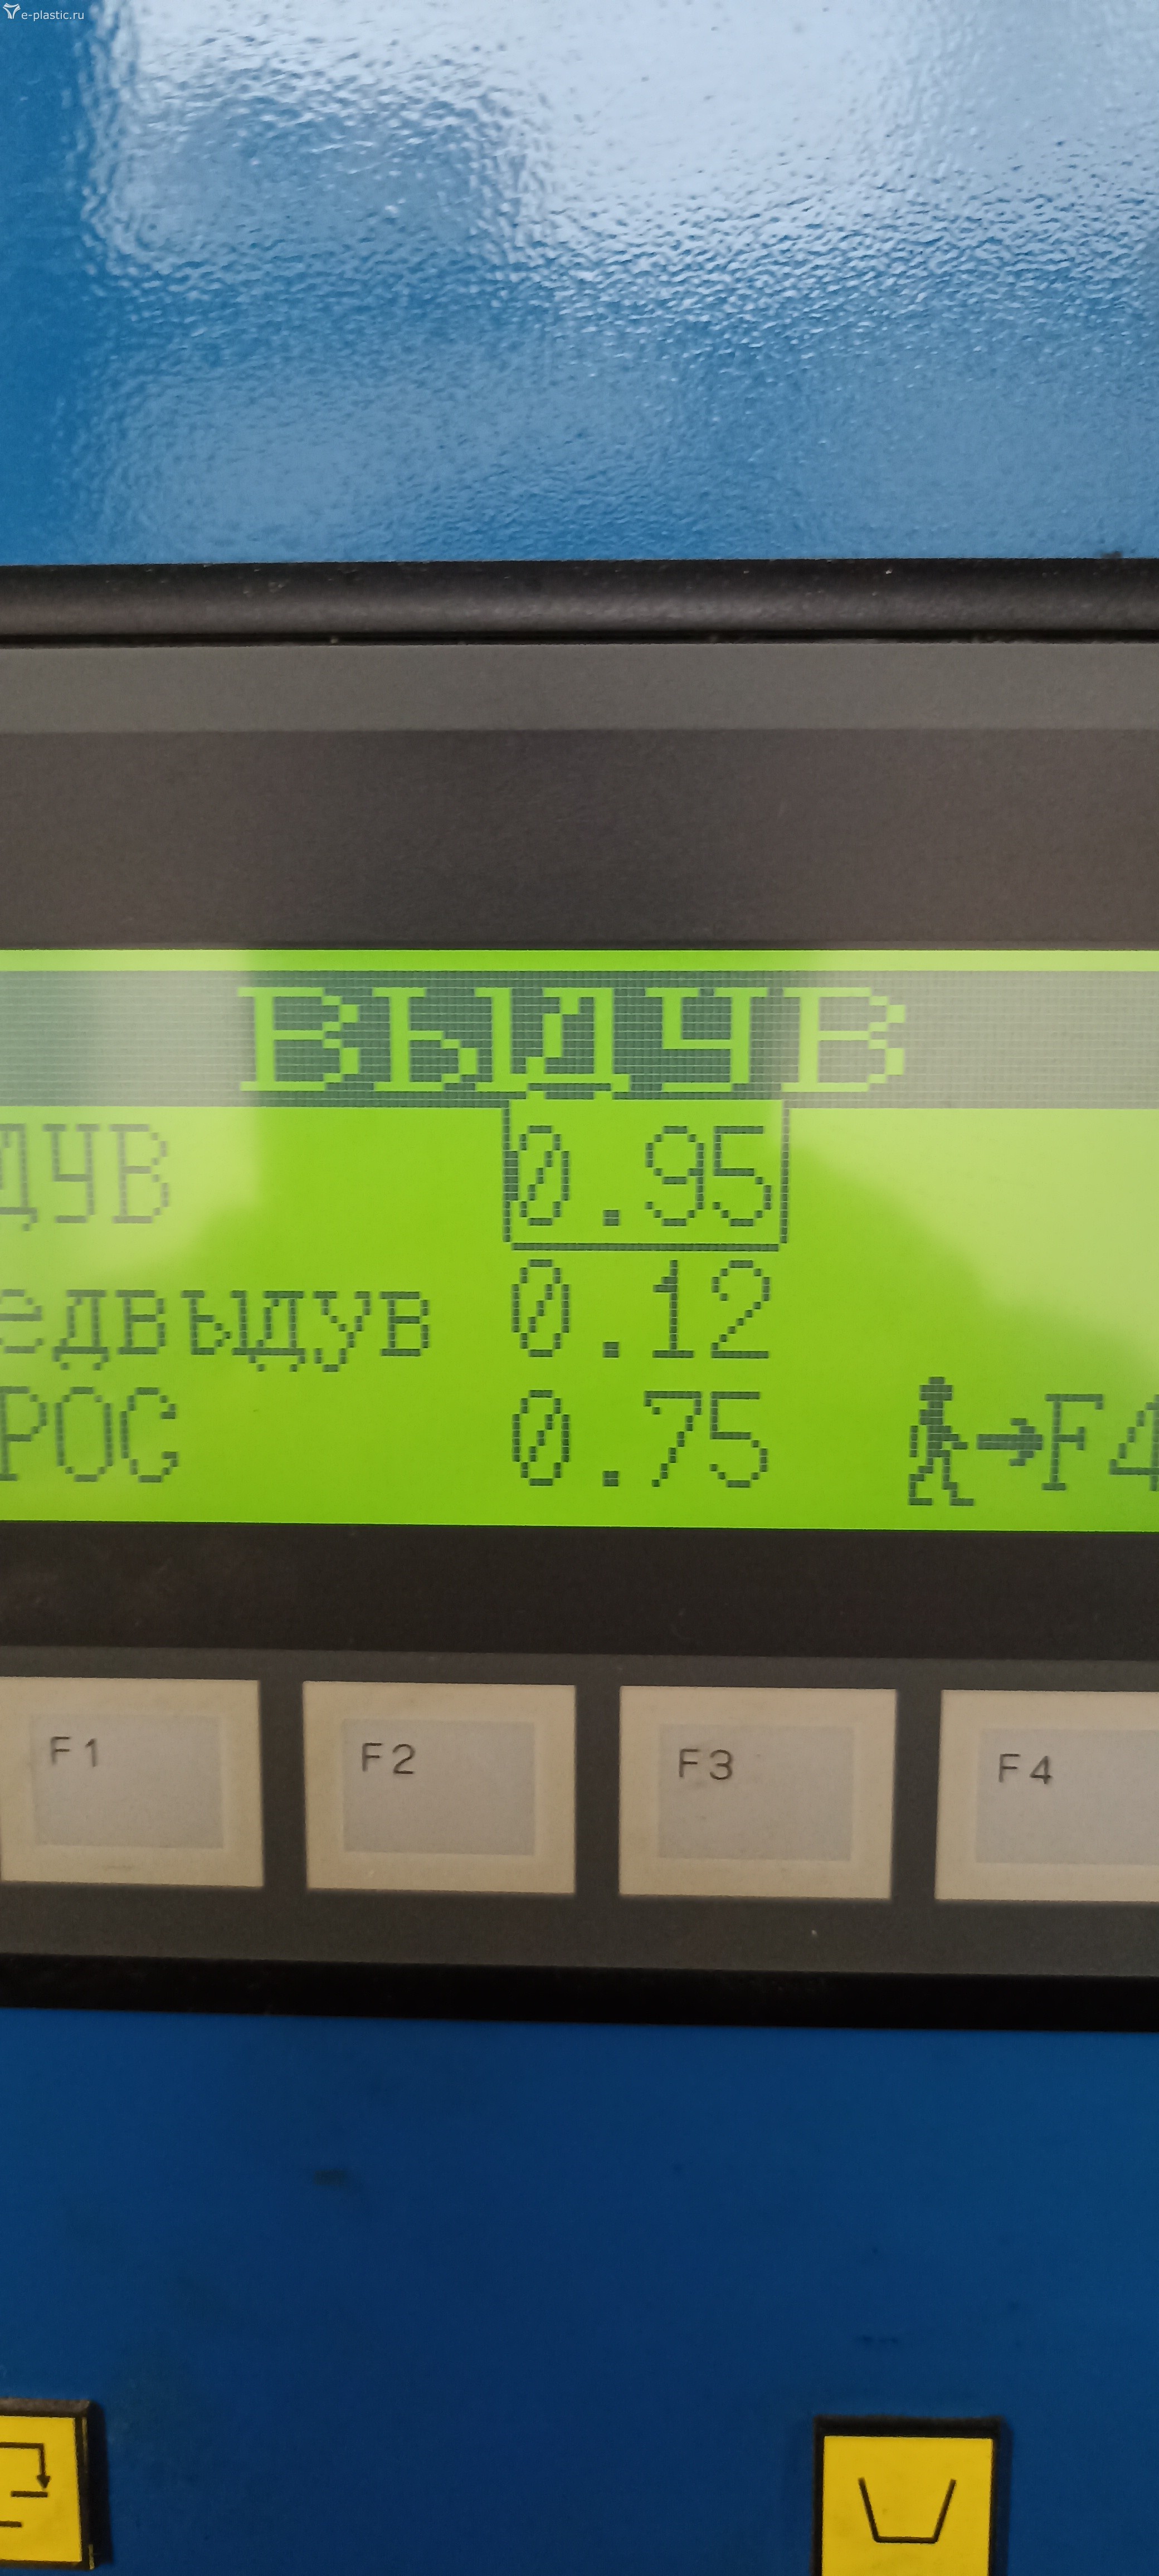 e-plastic.ru
ВЫДУВ
ДУВ 0.95
едвыдув 0.12
РОС 0.75 →F4
F1 F2 F3 F4